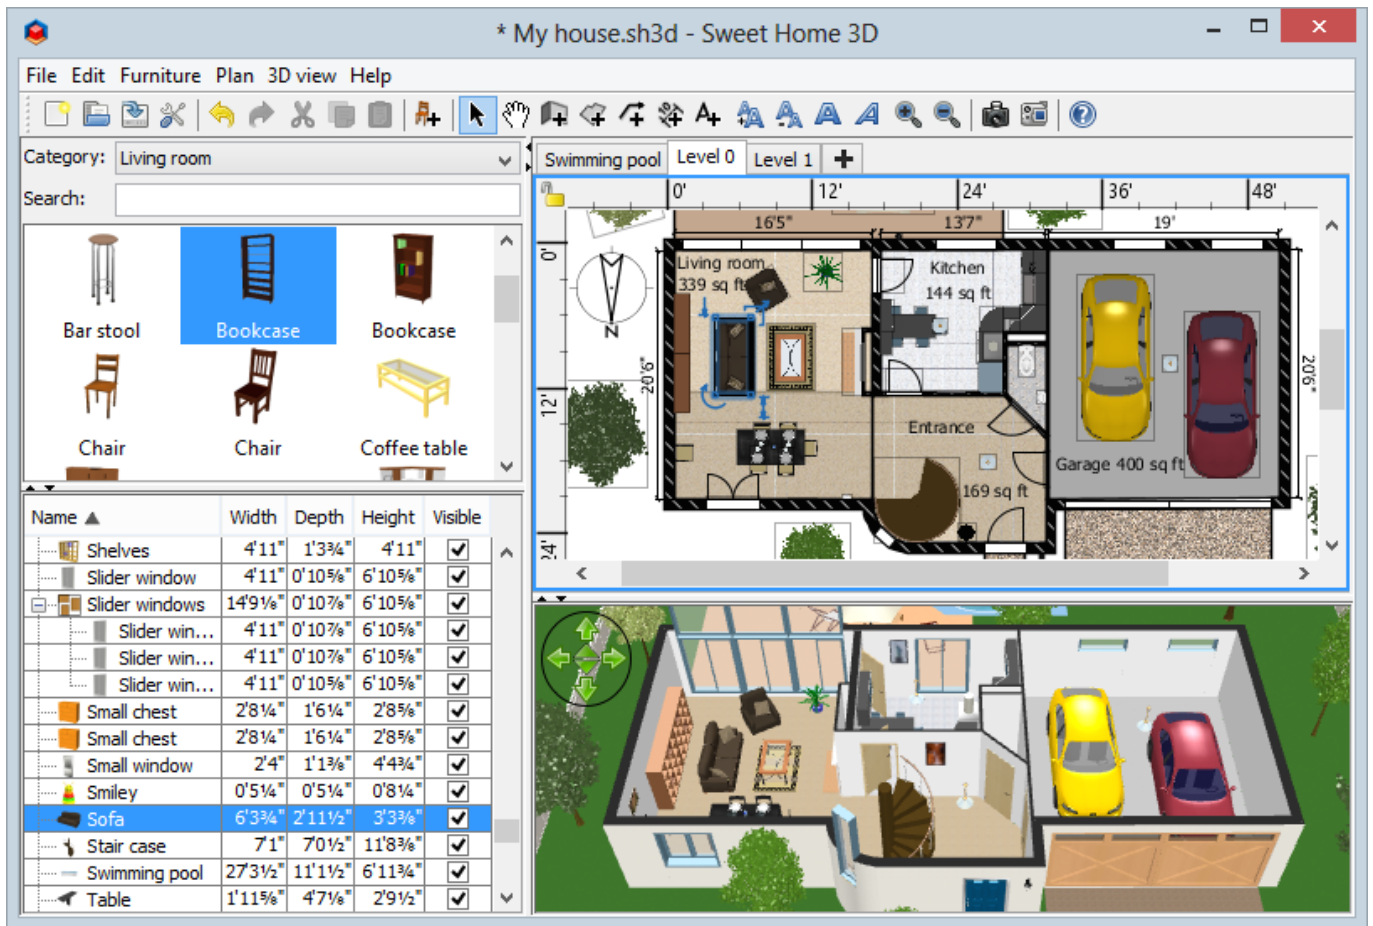 * My house.sh3d - Sweet Home 3D
File Edit Furniture Plan 3D view Help
Category: Living room
Search:
Bar stool Bookcase Bookcase
Chair Chair Coffee table
Name Width Depth Height Visible
Shelves 4'11" 1'3¾" 4'11"
Slider window 4'11" 0'10⅝" 6'10⅝"
Slider windows 14'9⅛" 0'10⅞" 6'10⅝"
Slider win... 4'11" 0'10⅞" 6'10⅝"
Slider win... 4'11" 0'10⅞" 6'10⅝"
Slider win... 4'11" 0'10⅝" 6'10⅝"
Small chest 2'8¼" 1'6¼" 2'8⅝"
Small chest 2'8¼" 1'6¼" 2'8⅝"
Small window 2'4" 1'1⅜" 4'4¾"
Smiley 0'5¼" 0'5¼" 0'8¼"
Sofa 6'3¾" 2'11½" 3'3⅜"
Stair case 7'1" 7'0½" 11'8⅜"
Swimming pool 27'3½" 11'1½" 6'11¾"
Table 1'11⅝" 4'7⅛" 2'9½"
Swimming pool Level 0 Level 1
0' 12' 24' 36' 48'
0'
12'
24'
16'5" 13'7" 19'
Living room
339 sq ft
Kitchen
144 sq ft
N
20'6"
20'6"
Entrance
169 sq ft
Garage 400 sq ft